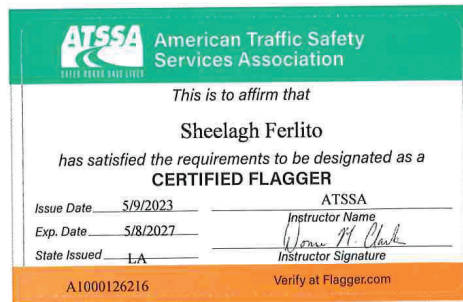 ATSSA
SAFER ROADS SAVE LIVES
American Traffic Safety
Services Association
This is to affirm that
Sheelagh Ferlito
has satisfied the requirements to be designated as a
CERTIFIED FLAGGER
Issue Date 5/9/2023
ATSSA
Instructor Name
Exp. Date 5/8/2027
Donna M. Clark
State Issued LA
Instructor Signature
A1000126216
Verify at Flagger.com